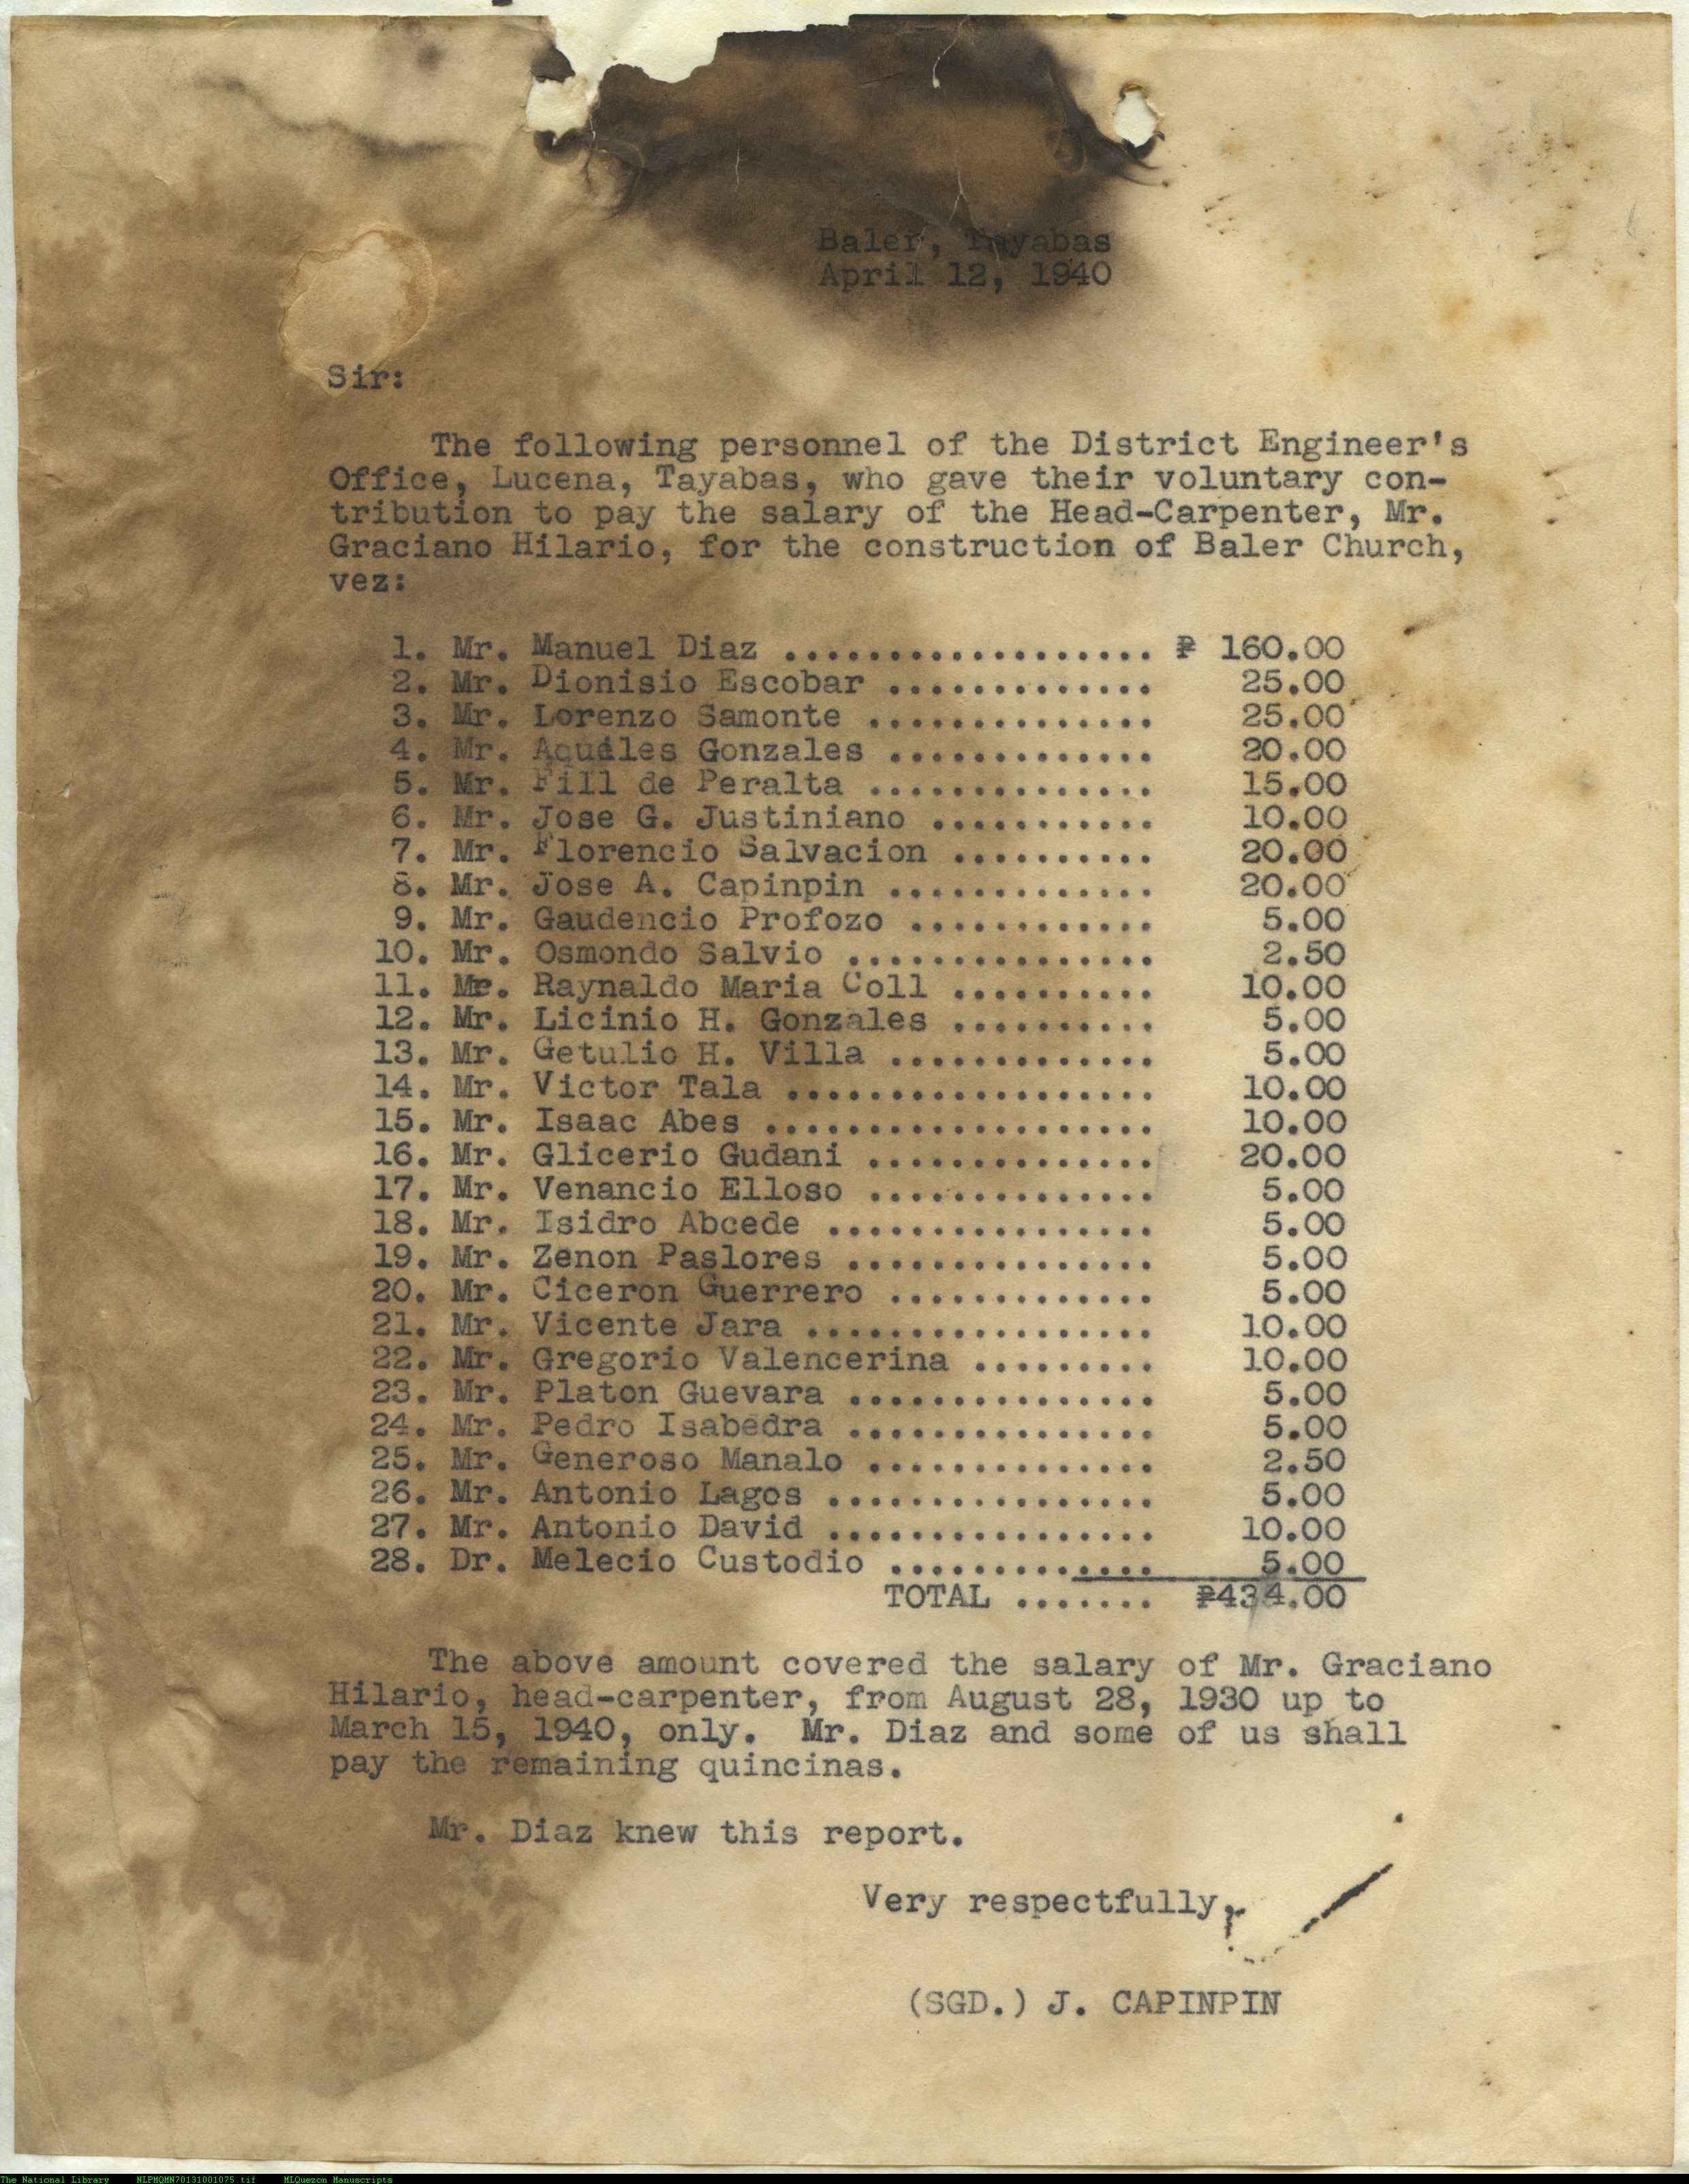 Baler, Tayabas
April 12, 1940
Sir:
The following personnel of the District Engineer's
Office, Lucena, Tayabas, who gave their voluntary con-
tribution to pay the salary of the Head-Carpenter, Mr.
Graciano Hilario, for the construction of Baler Church,
vez:
1. Mr. Manuel Diaz .................. ₱ 160.00
2. Mr. Dionisio Escobar ............. 25.00
3. Mr. Lorenzo Samonte .............. 25.00
4. Mr. Aquiles Gonzales ............. 20.00
5. Mr. Fill de Peralta .............. 15.00
6. Mr. Jose G. Justiniano ........... 10.00
7. Mr. Florencio Salvacion .......... 20.00
8. Mr. Jose A. Capinpin ............. 20.00
9. Mr. Gaudencio Profozo ............ 5.00
10. Mr. Osmondo Salvio ............... 2.50
11. Mr. Raynaldo Maria Coll .......... 10.00
12. Mr. Licinio H. Gonzales .......... 5.00
13. Mr. Getulio H. Villa ............. 5.00
14. Mr. Victor Tala .................. 10.00
15. Mr. Isaac Abes ................... 10.00
16. Mr. Glicerio Gudani .............. 20.00
17. Mr. Venancio Elloso .............. 5.00
18. Mr. Isidro Abcede ................ 5.00
19. Mr. Zenon Paslores ............... 5.00
20. Mr. Ciceron Guerrero ............. 5.00
21. Mr. Vicente Jara ................. 10.00
22. Mr. Gregorio Valencerina ......... 10.00
23. Mr. Platon Guevara ............... 5.00
24. Mr. Pedro Isabedra ............... 5.00
25. Mr. Generoso Manalo .............. 2.50
26. Mr. Antonio Lagos ................ 5.00
27. Mr. Antonio David ................ 10.00
28. Dr. Melecio Custodio ............. 5.00
TOTAL ....... ₱434.00
The above amount covered the salary of Mr. Graciano
Hilario, head-carpenter, from August 28, 1930 up to
March 15, 1940, only. Mr. Diaz and some of us shall
pay the remaining quincinas.
Mr. Diaz knew this report.
Very respectfully,
(SGD.) J. CAPINPIN
The National Library NLPMQMN70131001075.tif MLQuezon Manuscripts